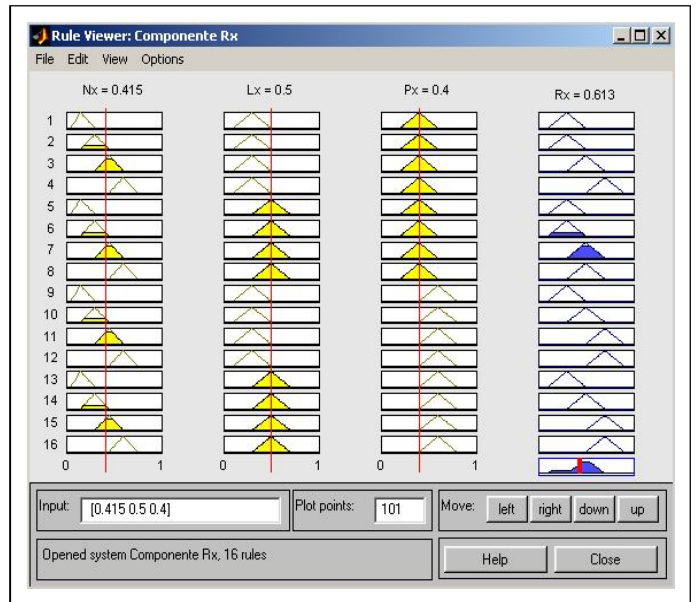 Rule Viewer: Componente Rx
File Edit View Options
Nx = 0.415 Lx = 0.5 Px = 0.4 Rx = 0.613
1
2
3
4
5
6
7
8
9
10
11
12
13
14
15
16
0 1 0 1 0 1
Input: [0.415 0.5 0.4] Plot points: 101 Move: left right down up
Opened system Componente Rx, 16 rules Help Close